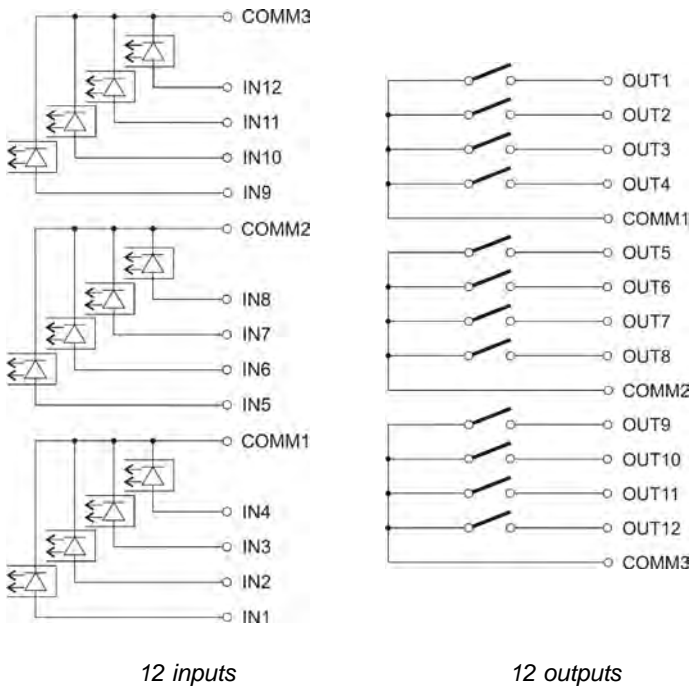 COMM3
IN12
IN11
IN10
IN9
COMM2
IN8
IN7
IN6
IN5
COMM1
IN4
IN3
IN2
IN1
12 inputs
OUT1
OUT2
OUT3
OUT4
COMM1
OUT5
OUT6
OUT7
OUT8
COMM2
OUT9
OUT10
OUT11
OUT12
COMM3
12 outputs